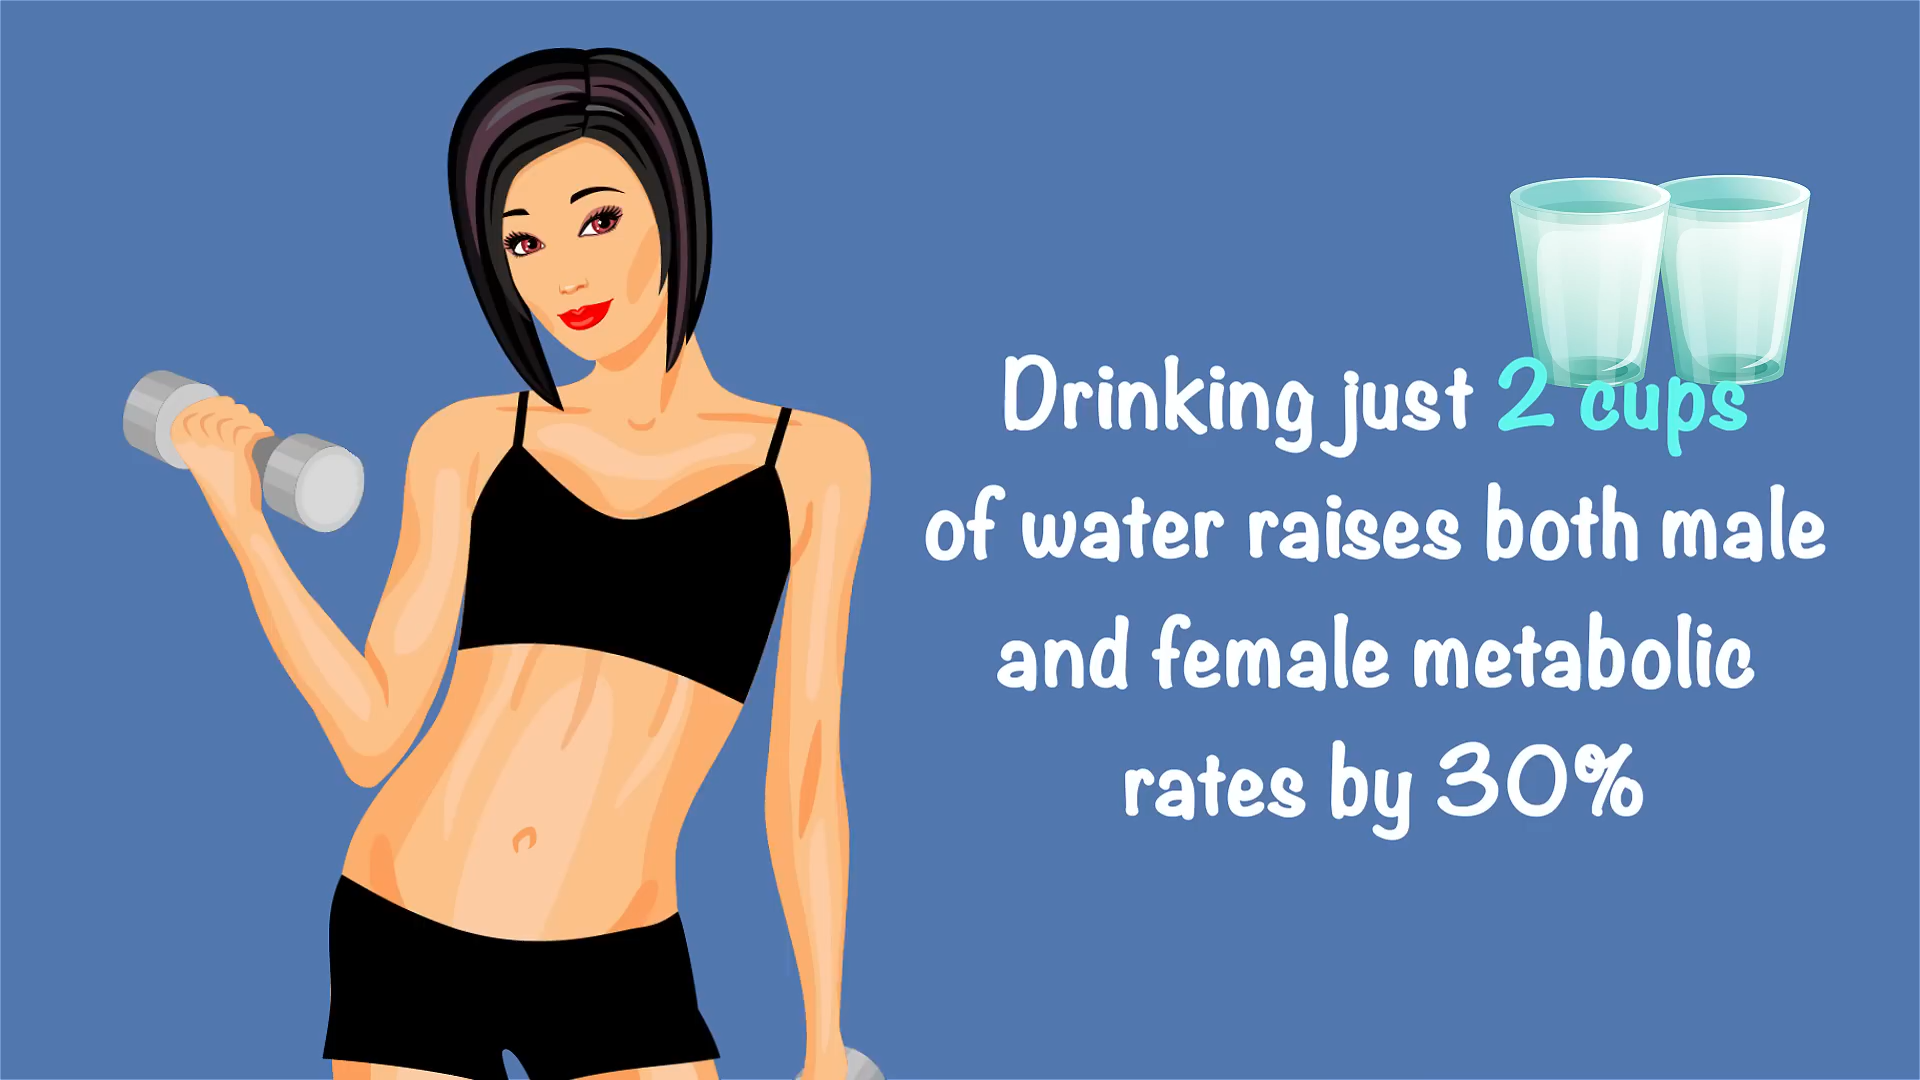 Drinking just 2 cups
of water raises both male
and female metabolic
rates by 30%